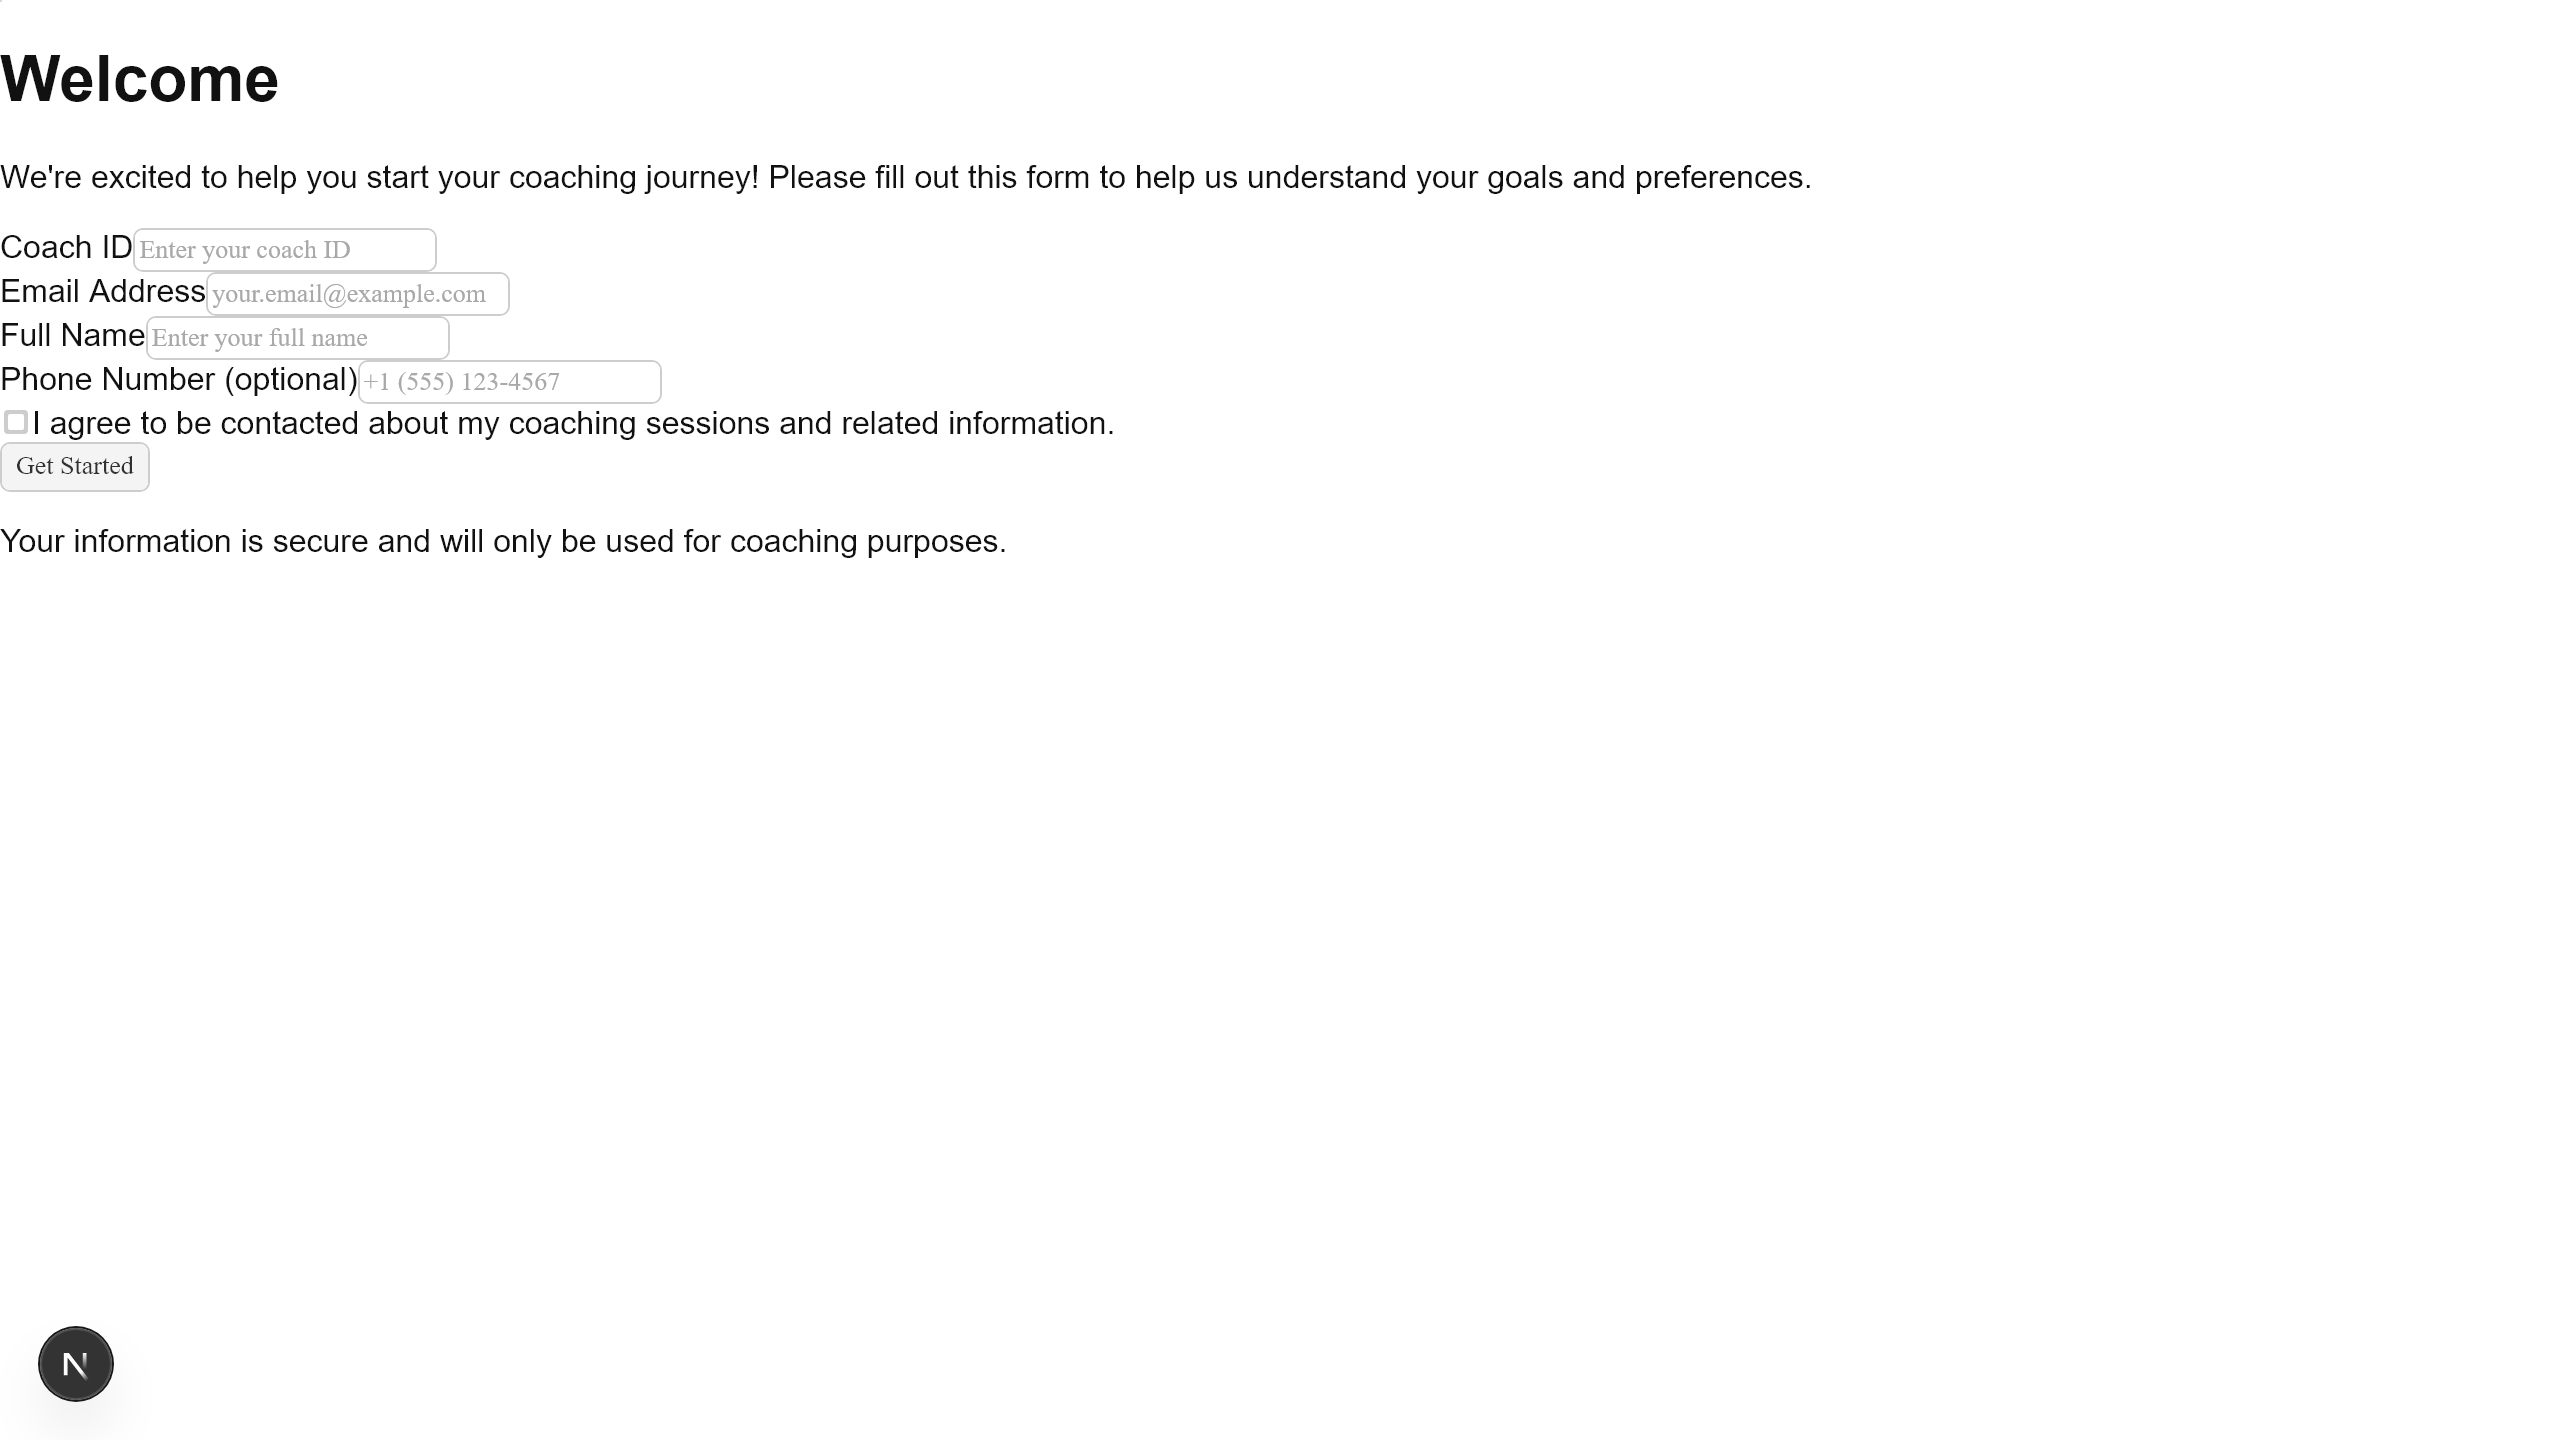 Welcome
We're excited to help you start your coaching journey! Please fill out this form to help us understand your goals and preferences.
Coach ID Enter your coach ID
Email Address your.email@example.com
Full Name Enter your full name
Phone Number (optional) +1 (555) 123-4567
I agree to be contacted about my coaching sessions and related information.
Get Started
Your information is secure and will only be used for coaching purposes.
N